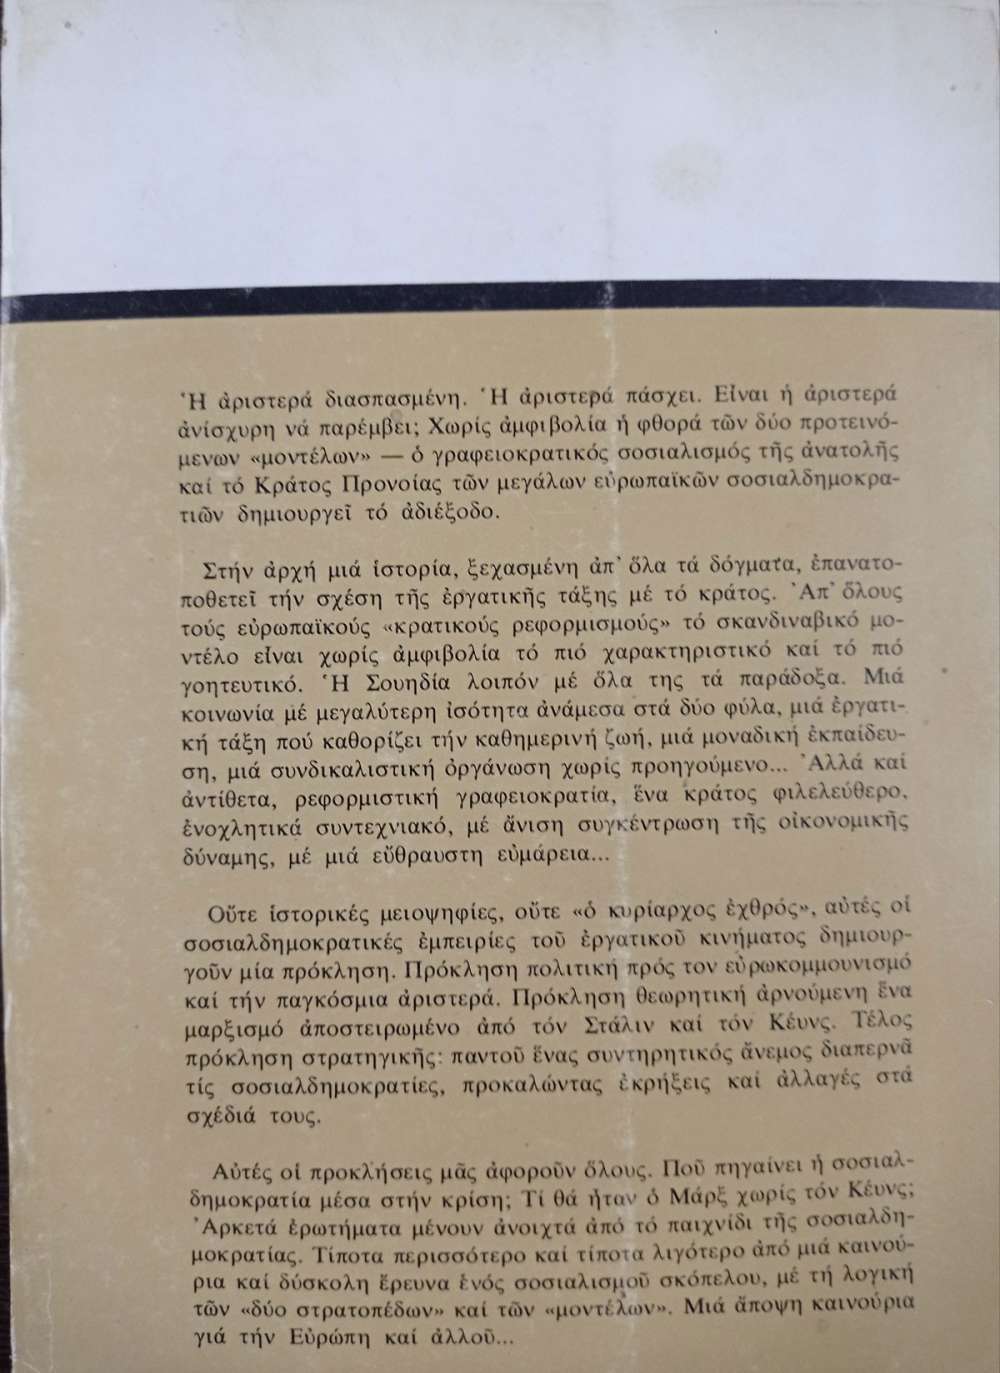 Ἡ ἀριστερά διασπασμένη. Ἡ ἀριστερά πάσχει. Εἶναι ἡ ἀριστερά
ἀνίσχυρη νά παρέμβει; Χωρίς ἀμφιβολία ἡ φθορά τῶν δύο προτεινό-
μενων «μοντέλων» — ὁ γραφειοκρατικός σοσιαλισμός τῆς ἀνατολῆς
καί τό Κράτος Προνοίας τῶν μεγάλων εὐρωπαϊκῶν σοσιαλδημοκρα-
τιῶν δημιουργεῖ τό ἀδιέξοδο.
Στήν ἀρχή μιά ἱστορία, ξεχασμένη ἀπ' ὅλα τά δόγματα, ἐπανατο-
ποθετεῖ τήν σχέση τῆς ἐργατικῆς τάξης μέ τό κράτος. Ἀπ' ὅλους
τούς εὐρωπαϊκούς «κρατικούς ρεφορμισμούς» τό σκανδιναβικό μο-
ντέλο εἶναι χωρίς ἀμφιβολία τό πιό χαρακτηριστικό καί τό πιό
γοητευτικό. Ἡ Σουηδία λοιπόν μέ ὅλα της τά παράδοξα. Μιά
κοινωνία μέ μεγαλύτερη ἰσότητα ἀνάμεσα στά δύο φύλα, μιά ἐργατι-
κή τάξη πού καθορίζει τήν καθημερινή ζωή, μιά μοναδική ἐκπαίδευ-
ση, μιά συνδικαλιστική ὀργάνωση χωρίς προηγούμενο... Ἀλλά καί
ἀντίθετα, ρεφορμιστική γραφειοκρατία, ἕνα κράτος φιλελεύθερο,
ἐνοχλητικά συντεχνιακό, μέ ἄνιση συγκέντρωση τῆς οἰκονομικῆς
δύναμης, μέ μιά εὔθραυστη εὐμάρεια...
Οὔτε ἱστορικές μειοψηφίες, οὔτε «ὁ κυρίαρχος ἐχθρός», αὐτές οἱ
σοσιαλδημοκρατικές ἐμπειρίες τοῦ ἐργατικοῦ κινήματος δημιουρ-
γοῦν μία πρόκληση. Πρόκληση πολιτική πρός τον εὐρωκομμουνισμό
καί τήν παγκόσμια ἀριστερά. Πρόκληση θεωρητική ἀρνούμενη ἕνα
μαρξισμό ἀποστειρωμένο ἀπό τόν Στάλιν καί τόν Κέυνς. Τέλος
πρόκληση στρατηγικῆς: παντοῦ ἕνας συντηρητικός ἄνεμος διαπερνᾶ
τίς σοσιαλδημοκρατίες, προκαλώντας ἐκρήξεις καί ἀλλαγές στά
σχέδιά τους.
Αὐτές οἱ προκλήσεις μᾶς ἀφοροῦν ὅλους. Ποῦ πηγαίνει ἡ σοσιαλ-
δημοκρατία μέσα στήν κρίση; Τί θά ἦταν ὁ Μάρξ χωρίς τόν Κέυνς;
Ἀρκετά ἐρωτήματα μένουν ἀνοιχτά ἀπό τό παιχνίδι τῆς σοσιαλδη-
μοκρατίας. Τίποτα περισσότερο καί τίποτα λιγότερο ἀπό μιά καινού-
ρια καί δύσκολη ἔρευνα ἑνός σοσιαλισμοῦ σκόπελου, μέ τή λογική
τῶν «δύο στρατοπέδων» καί τῶν «μοντέλων». Μιά ἄποψη καινούρια
γιά τήν Εὐρώπη καί ἀλλοῦ...